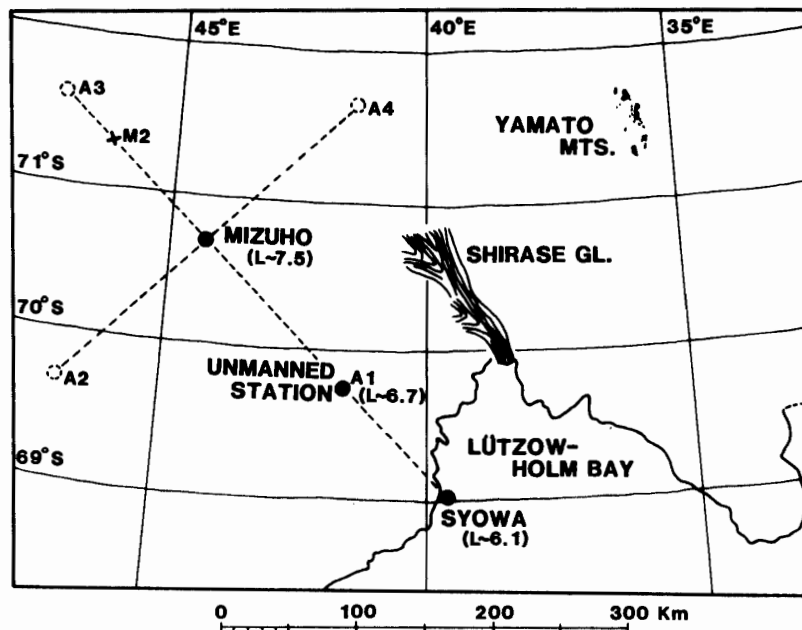 45°E
40°E
35°E
A3
A4
M2
YAMATO
MTS.
71°S
MIZUHO
(L~7.5)
SHIRASE GL.
70°S
A2
UNMANNED
STATION
A1
(L~6.7)
69°S
LÜTZOW-
HOLM BAY
SYOWA
(L~6.1)
0 100 200 300 Km